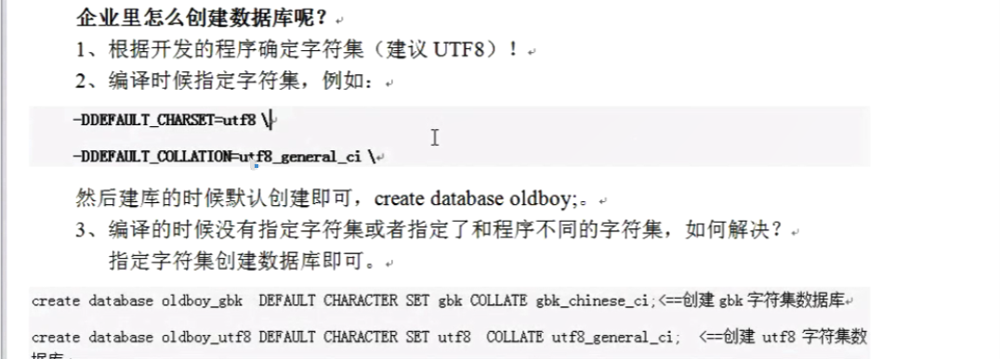 企业里怎么创建数据库呢?
1、根据开发的程序确定字符集（建议 UTF8）！
2、编译时候指定字符集，例如：
-DDEFAULT_CHARSET=utf8 \
-DDEFAULT_COLLATION=utf8_general_ci \
然后建库的时候默认创建即可，create database oldboy;。
3、编译的时候没有指定字符集或者指定了和程序不同的字符集，如何解决?
指定字符集创建数据库即可。
create database oldboy_gbk  DEFAULT CHARACTER SET gbk COLLATE gbk_chinese_ci;<==创建 gbk 字符集数据库
create database oldboy_utf8 DEFAULT CHARACTER SET utf8  COLLATE utf8_general_ci;  <==创建 utf8 字符集数